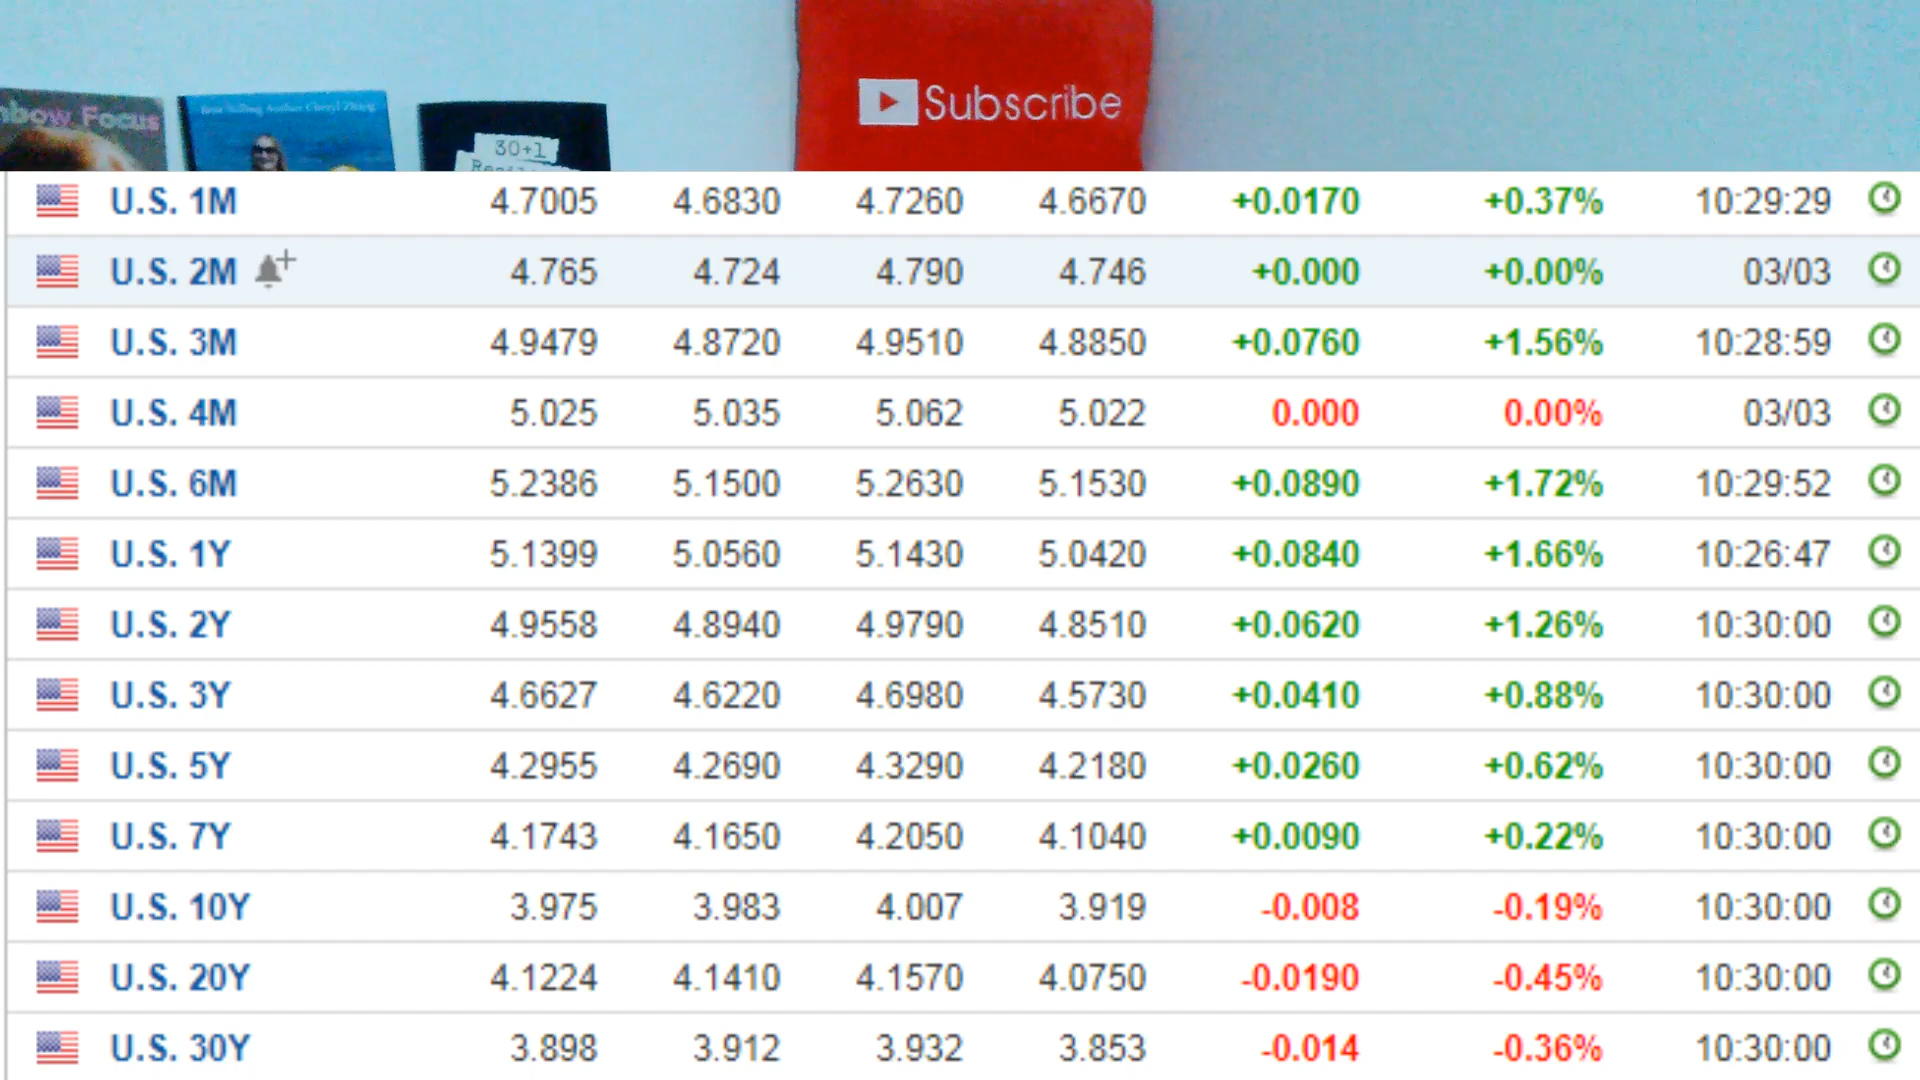 Subscribe
bow Focus
Best Selling Author Cheryl Zhang
30+1
U.S. 1M 4.7005 4.6830 4.7260 4.6670 +0.0170 +0.37% 10:29:29
U.S. 2M 4.765 4.724 4.790 4.746 +0.000 +0.00% 03/03
U.S. 3M 4.9479 4.8720 4.9510 4.8850 +0.0760 +1.56% 10:28:59
U.S. 4M 5.025 5.035 5.062 5.022 0.000 0.00% 03/03
U.S. 6M 5.2386 5.1500 5.2630 5.1530 +0.0890 +1.72% 10:29:52
U.S. 1Y 5.1399 5.0560 5.1430 5.0420 +0.0840 +1.66% 10:26:47
U.S. 2Y 4.9558 4.8940 4.9790 4.8510 +0.0620 +1.26% 10:30:00
U.S. 3Y 4.6627 4.6220 4.6980 4.5730 +0.0410 +0.88% 10:30:00
U.S. 5Y 4.2955 4.2690 4.3290 4.2180 +0.0260 +0.62% 10:30:00
U.S. 7Y 4.1743 4.1650 4.2050 4.1040 +0.0090 +0.22% 10:30:00
U.S. 10Y 3.975 3.983 4.007 3.919 -0.008 -0.19% 10:30:00
U.S. 20Y 4.1224 4.1410 4.1570 4.0750 -0.0190 -0.45% 10:30:00
U.S. 30Y 3.898 3.912 3.932 3.853 -0.014 -0.36% 10:30:00